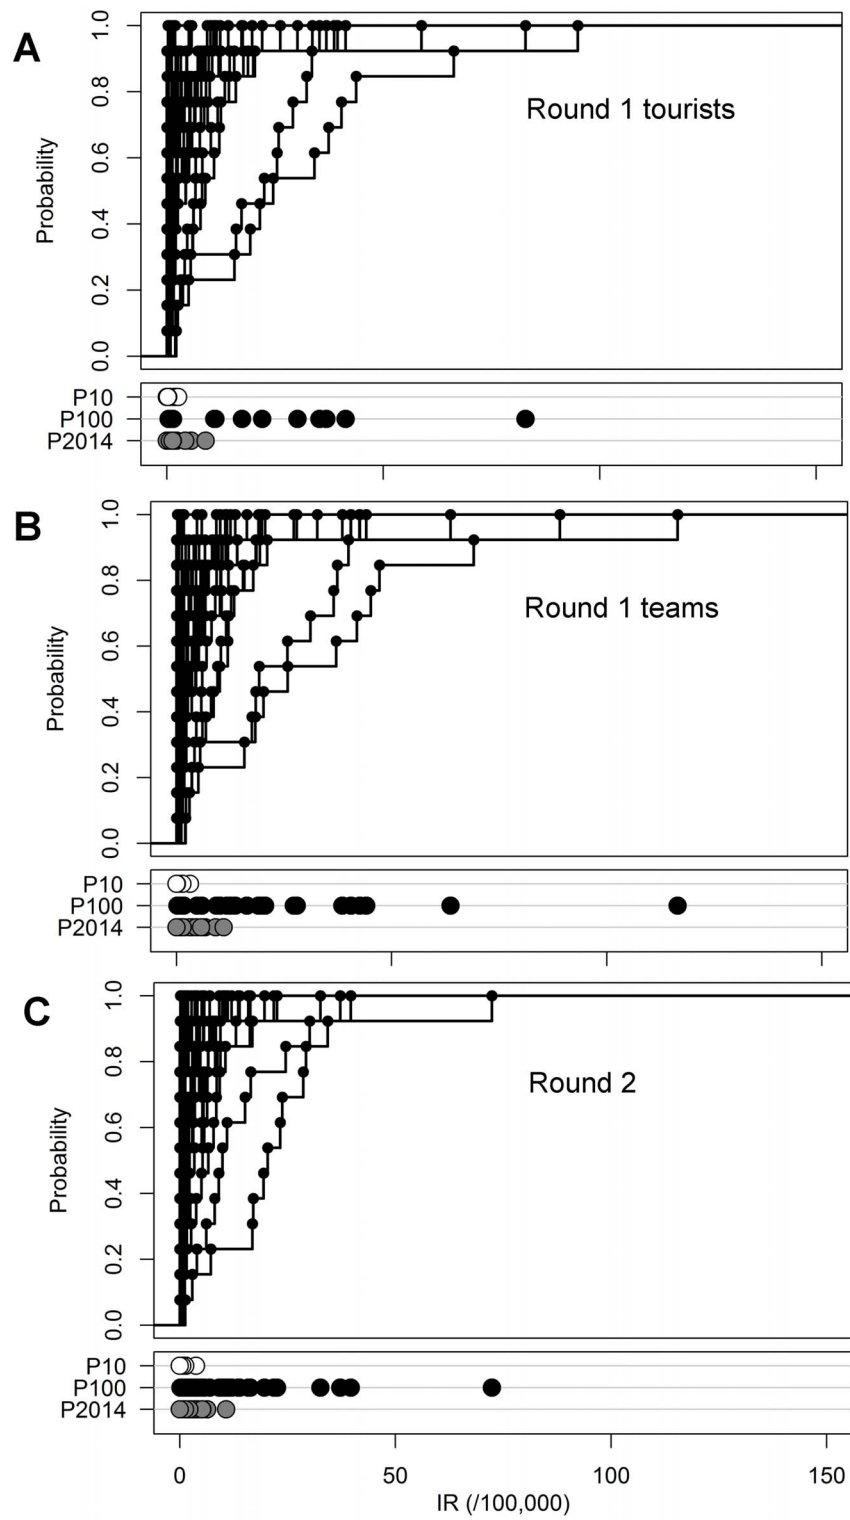 A
1.0
0.8
0.6
0.4
0.2
0.0
Probability
Round 1 tourists
P10
P100
P2014
B
1.0
0.8
0.6
0.4
0.2
0.0
Probability
Round 1 teams
P10
P100
P2014
C
1.0
0.8
0.6
0.4
0.2
0.0
Probability
Round 2
P10
P100
P2014
0 50 100 150
IR (/100,000)